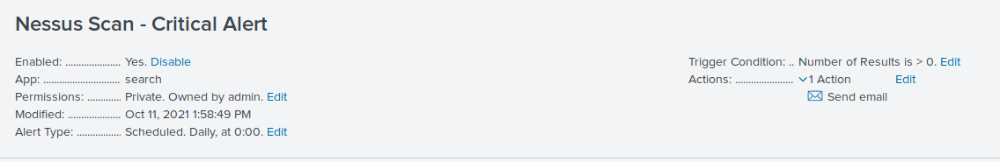 Nessus Scan - Critical Alert
Enabled: ..................... Yes. Disable
App: ............................. search
Permissions: ............. Private. Owned by admin. Edit
Modified: .................... Oct 11, 2021 1:58:49 PM
Alert Type: ................. Scheduled. Daily, at 0:00. Edit
Trigger Condition: .. Number of Results is > 0. Edit
Actions: ...................... 1 Action Edit
Send email